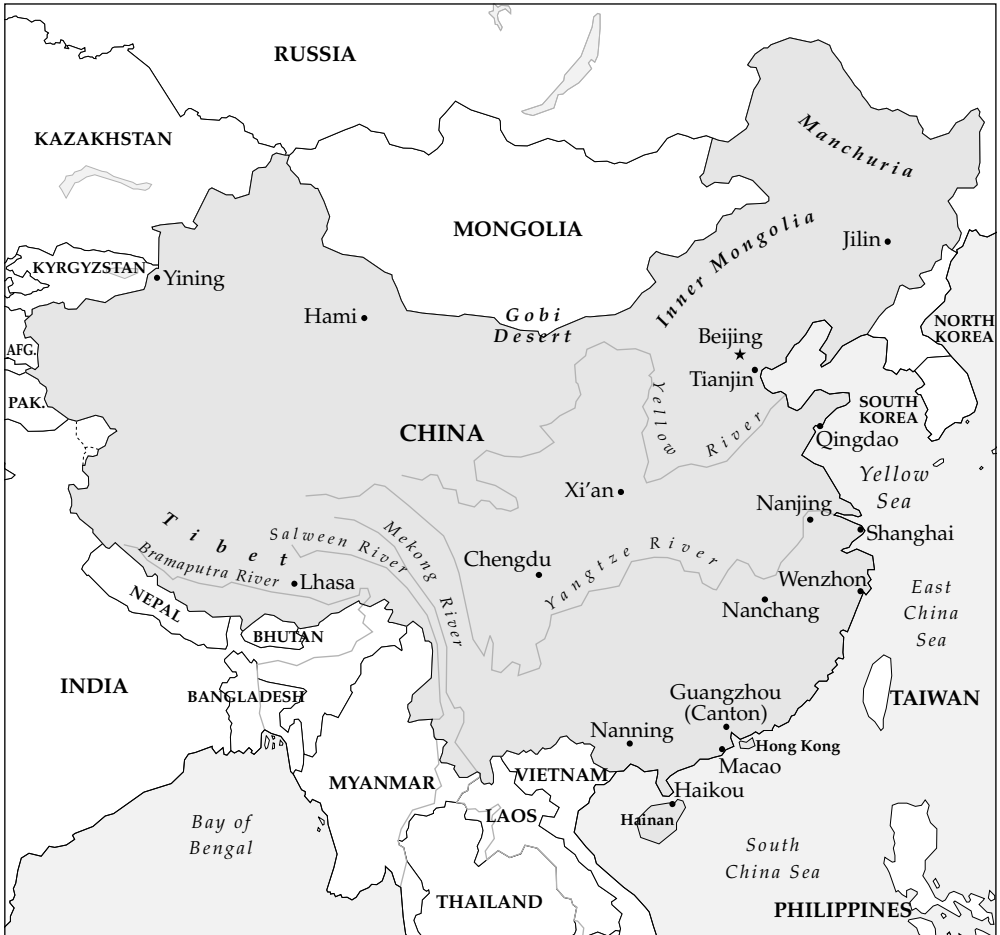 RUSSIA
KAZAKHSTAN
Manchuria
MONGOLIA
Inner Mongolia
Jilin
KYRGYZSTAN
Yining
Hami
Gobi
Desert
Beijing
NORTH
KOREA
AFG.
Tianjin
PAK.
SOUTH
KOREA
Yellow River
CHINA
Qingdao
Yellow
Sea
Xi’an
Nanjing
Shanghai
Tibet
Salween River
Mekong River
Bramaputra River
Lhasa
Chengdu
Yangtze River
Wenzhon
Nanchang
East
China
Sea
NEPAL
BHUTAN
INDIA
BANGLADESH
Guangzhou
(Canton)
TAIWAN
Nanning
Hong Kong
Macao
MYANMAR
VIETNAM
Haikou
LAOS
Hainan
Bay of
Bengal
South
China Sea
THAILAND
PHILIPPINES